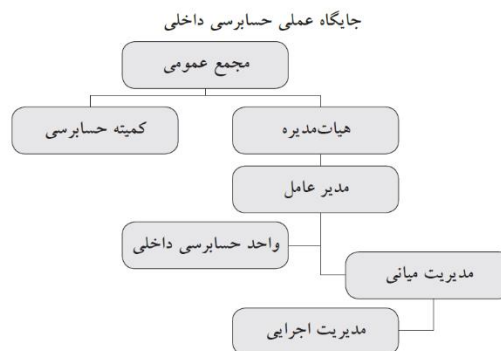 جایگاه عملی حسابرسی داخلی
مجمع عمومی
هیات‌مدیره
کمیته حسابرسی
مدیر عامل
واحد حسابرسی داخلی
مدیریت میانی
مدیریت اجرایی